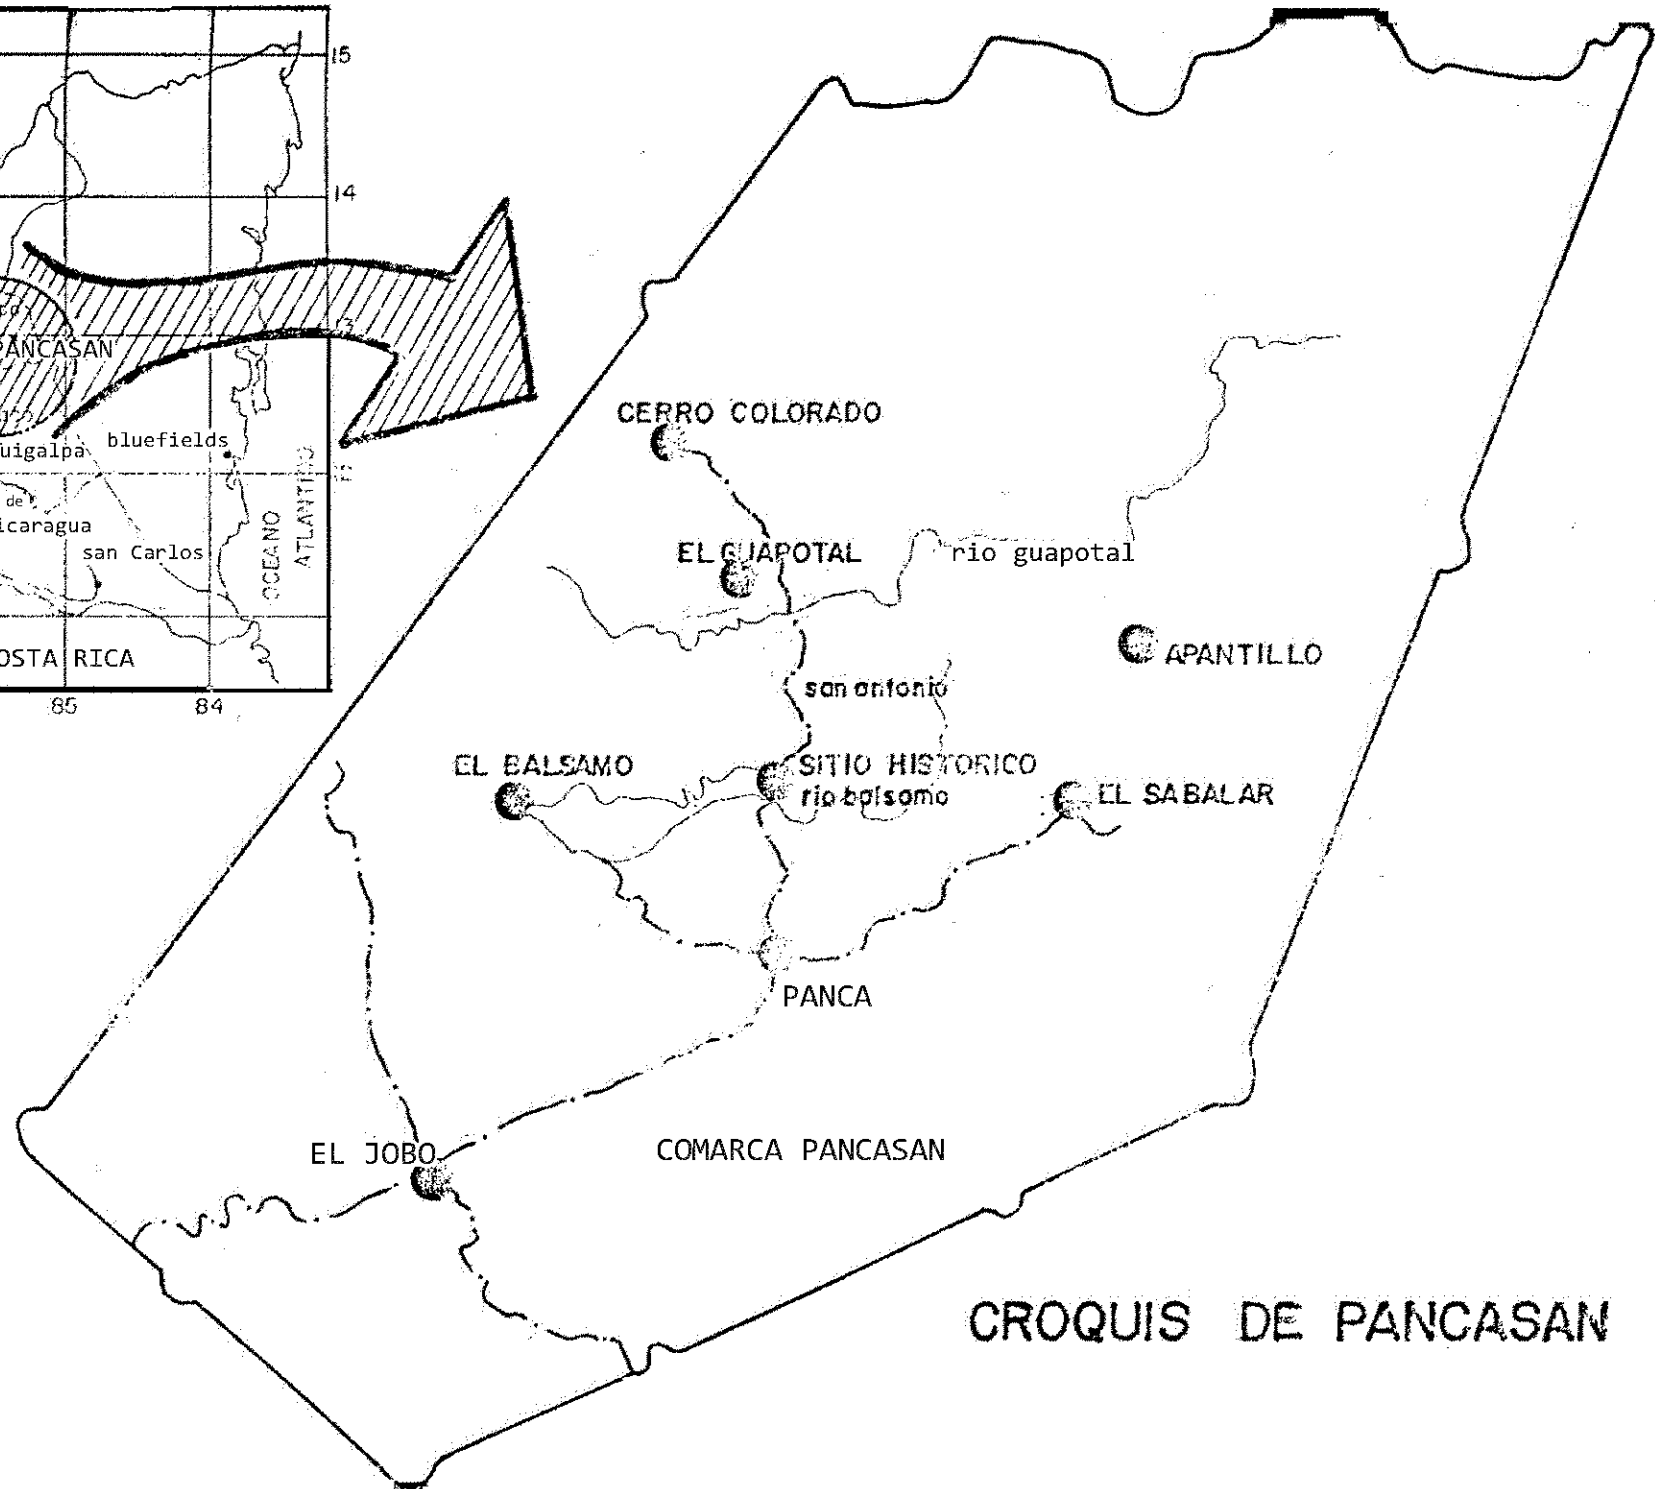 15
14
13
PANCASAN
uigalpa
bluefields
12
de
icaragua
san Carlos
OCEANO
ATLANTICO
OSTA RICA
85
84
CERRO COLORADO
EL GUAPOTAL
rio guapotal
APANTILLO
san antonio
EL BALSAMO
SITIO HISTORICO
rio balsamo
EL SABALAR
PANCA
EL JOBO
COMARCA PANCASAN
CROQUIS DE PANCASAN